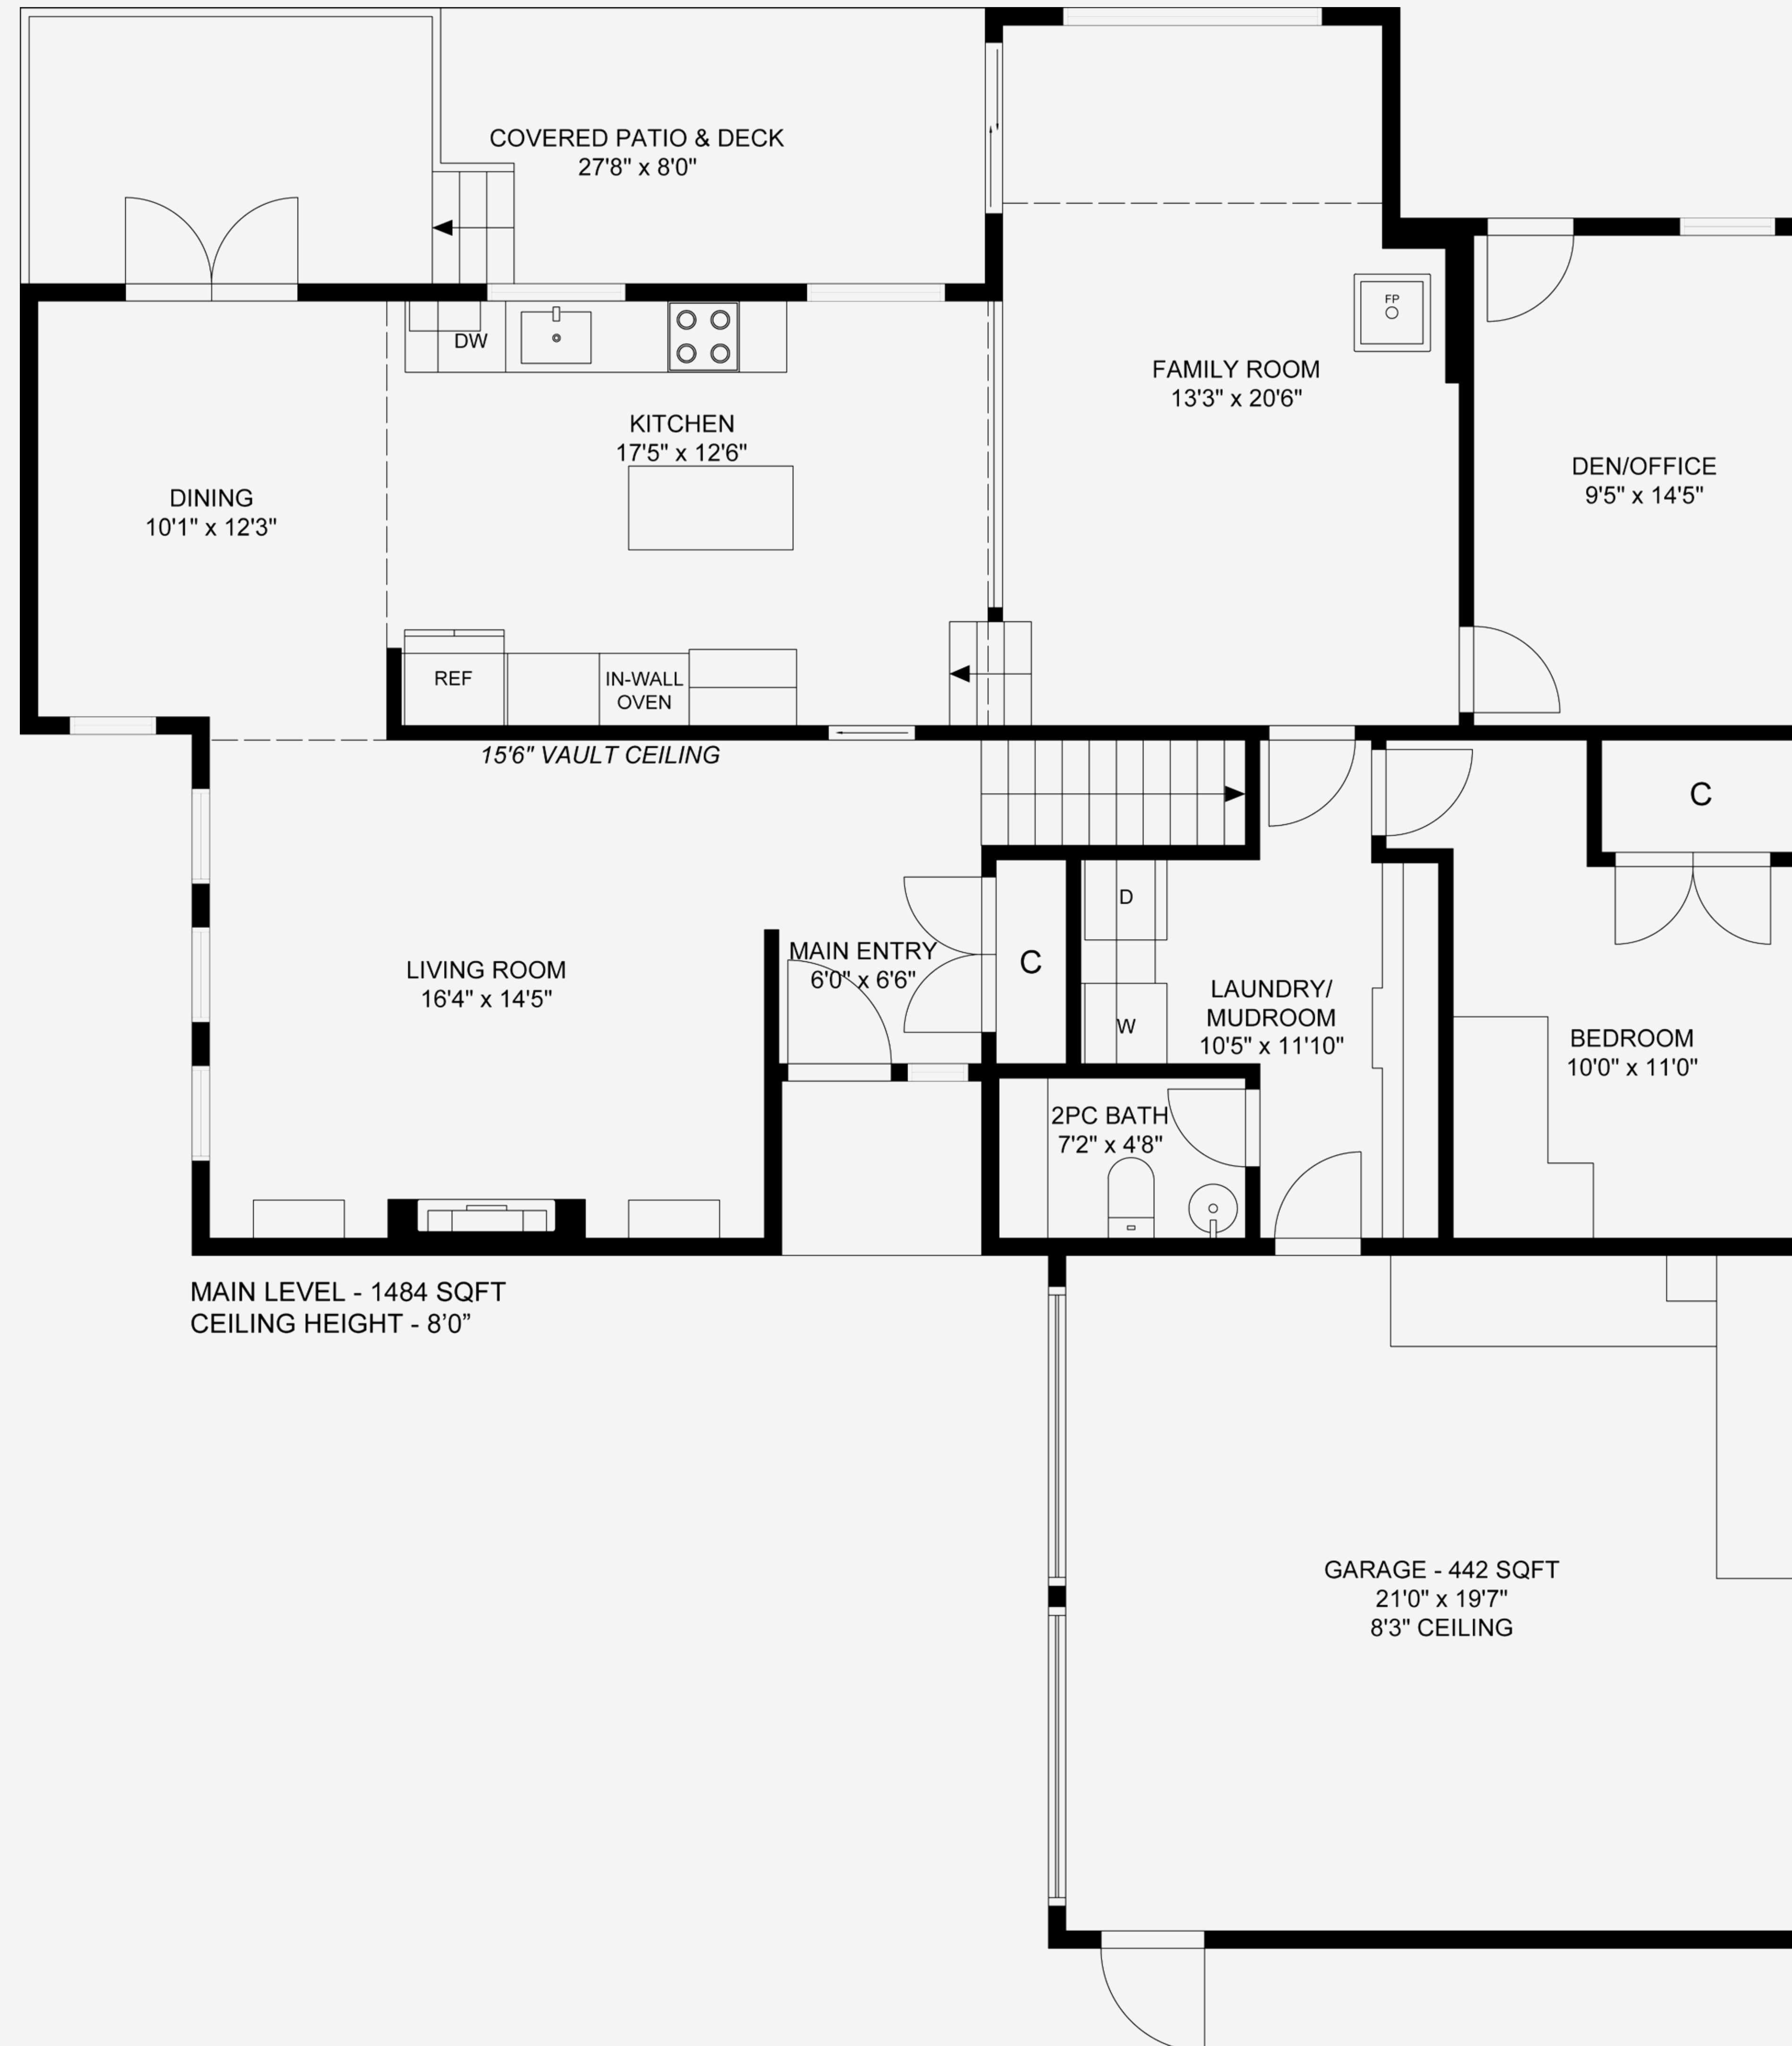 COVERED PATIO & DECK
27'8" x 8'0"
FP
DW
FAMILY ROOM
13'3" x 20'6"
KITCHEN
17'5" x 12'6"
DEN/OFFICE
9'5" x 14'5"
DINING
10'1" x 12'3"
REF
IN-WALL
OVEN
15'6" VAULT CEILING
C
D
MAIN ENTRY
6'0" x 6'6"
C
LIVING ROOM
16'4" x 14'5"
LAUNDRY/
MUDROOM
10'5" x 11'10"
W
BEDROOM
10'0" x 11'0"
2PC BATH
7'2" x 4'8"
MAIN LEVEL - 1484 SQFT
CEILING HEIGHT - 8’0”
GARAGE - 442 SQFT
21'0" x 19'7"
8'3" CEILING